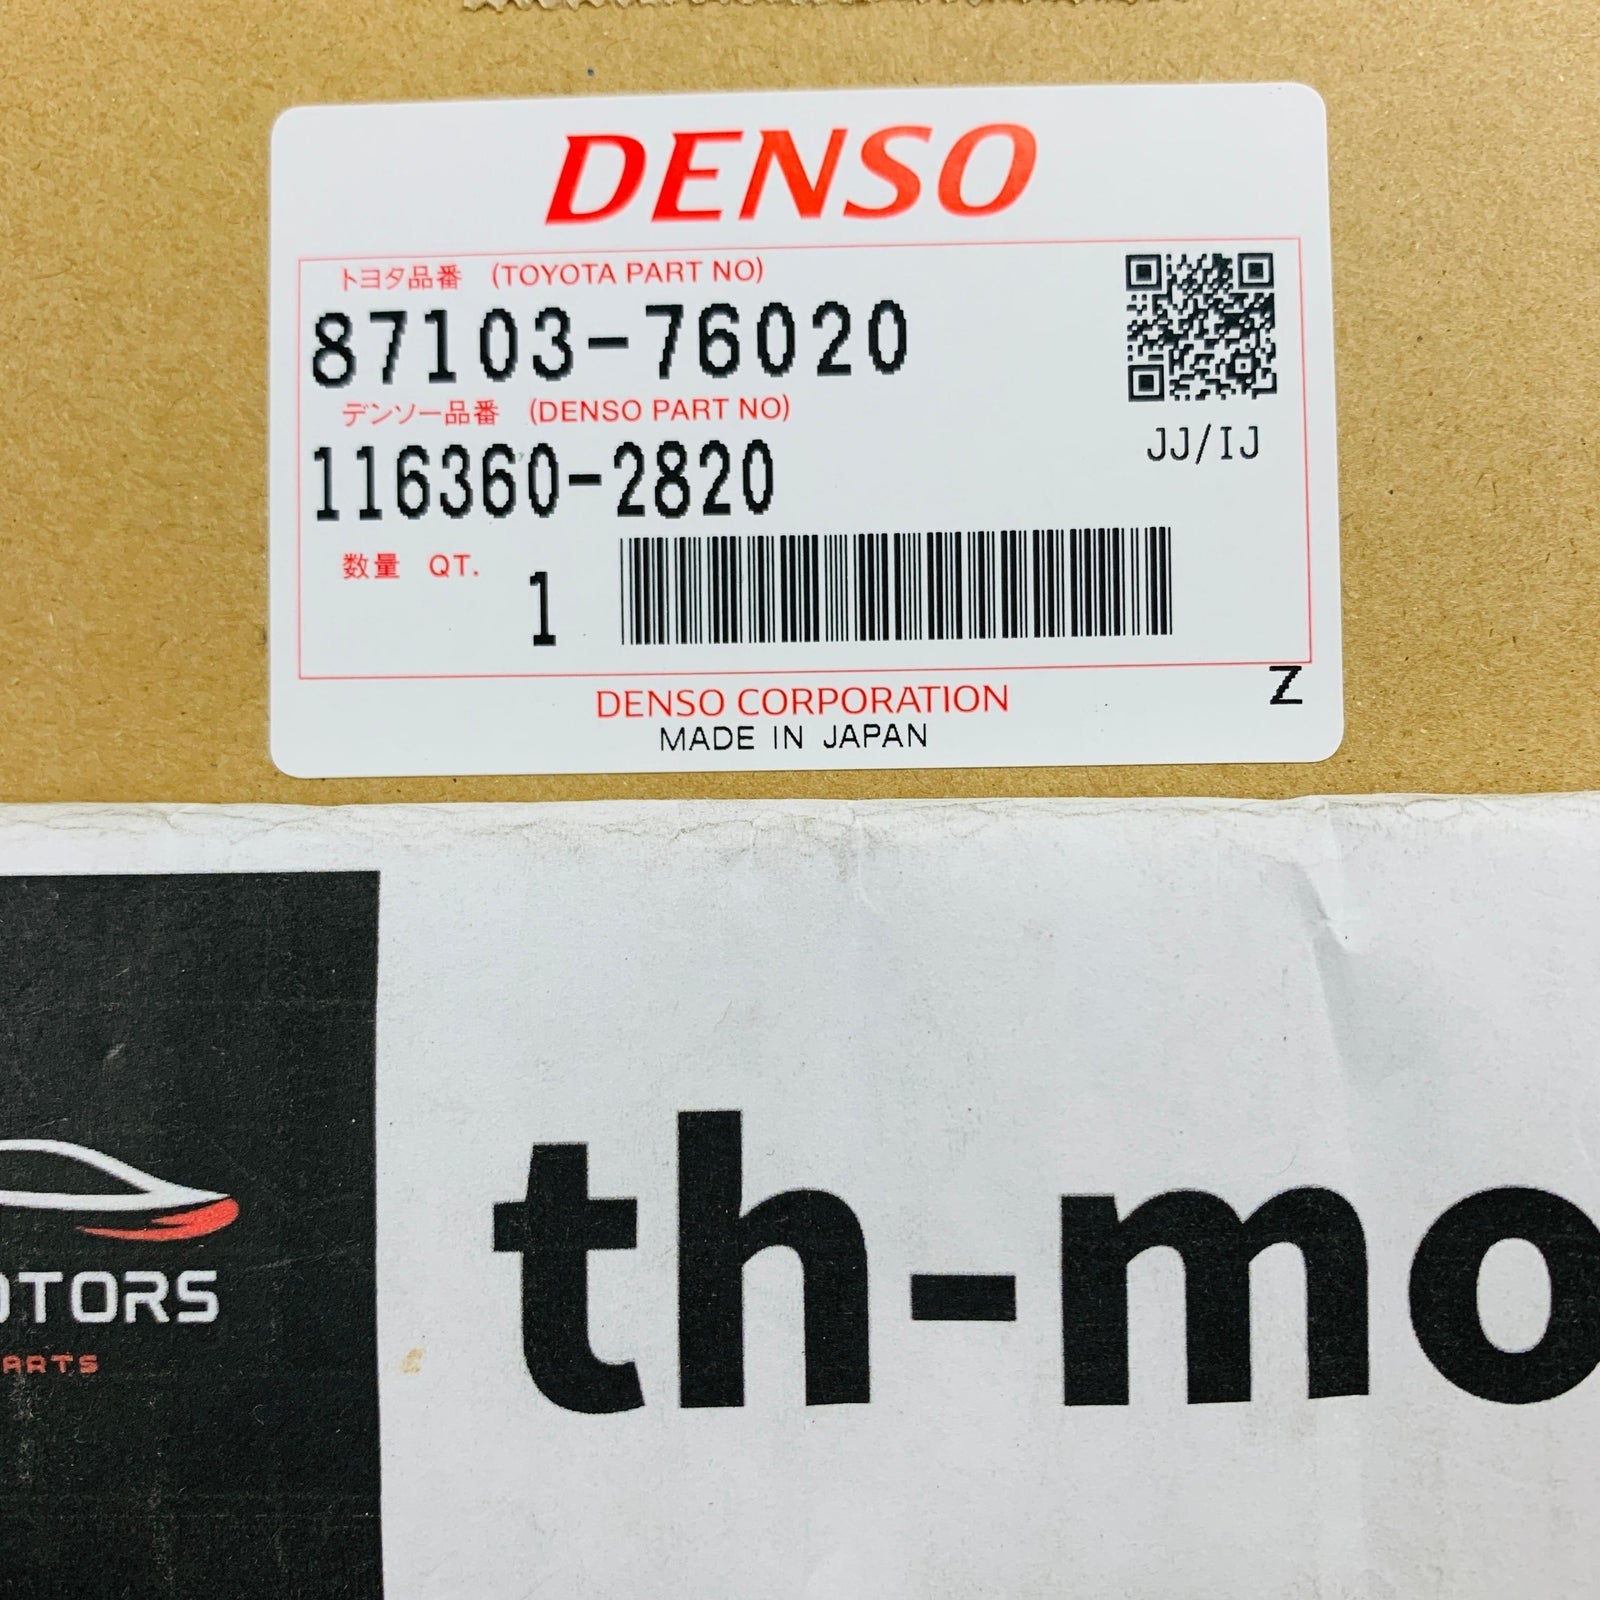 DENSO
トヨタ品番 (TOYOTA PART NO)
87103-76020
デンソー品番 (DENSO PART NO)
116360-2820
JJ/IJ
数量 QT. 1
Z
DENSO CORPORATION
MADE IN JAPAN
OTORS
ARTS
th-mo